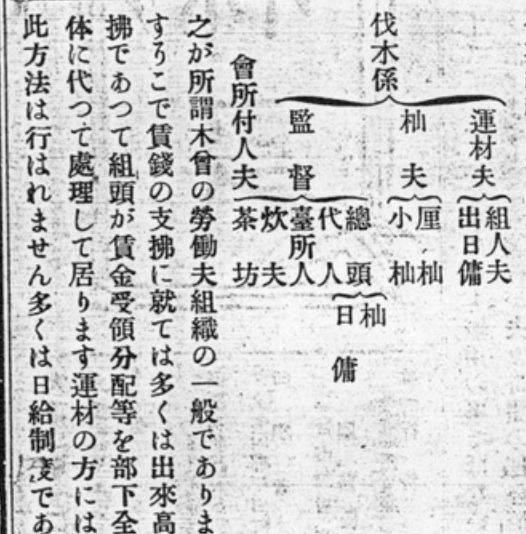 伐木係
運材夫
組人夫
出日傭
杣夫
厘杣
小杣
監督
總頭
杣
日傭
代人
臺所人
炊夫
茶坊
會所付人夫
之が所謂木曾の勞働夫組織の一般でありま
すりこで賃錢の支拂に就ては多くは出來高
拂であつて組頭が賃金受領分配等を部下全
体に代つて處理して居ります運材の方には
此方法は行はれません多くは日給制度であ